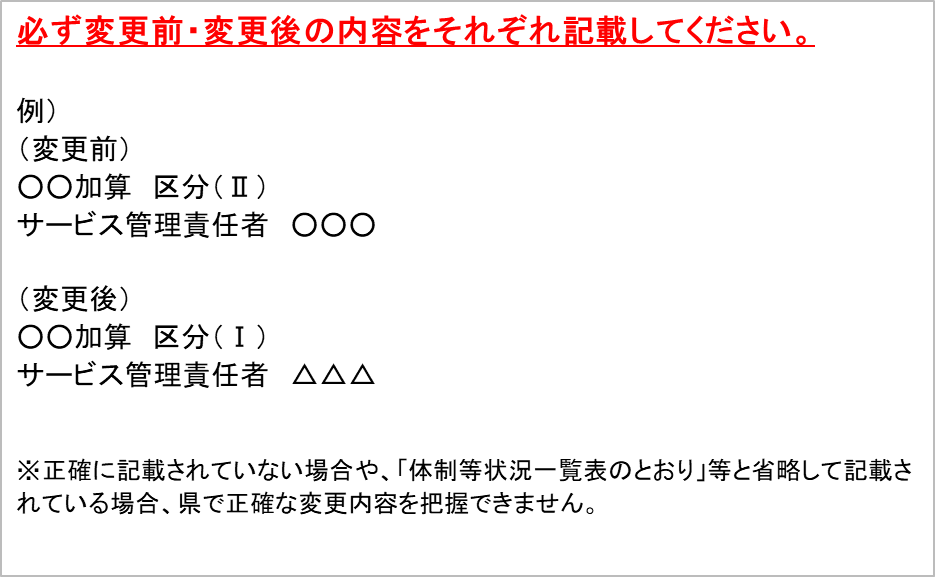 必ず変更前・変更後の内容をそれぞれ記載してください。
例）
（変更前）
〇〇加算　区分（Ⅱ）
サービス管理責任者　〇〇〇
（変更後）
〇〇加算　区分（Ⅰ）
サービス管理責任者　△△△
※正確に記載されていない場合や、「体制等状況一覧表のとおり」等と省略して記載さ
れている場合、県で正確な変更内容を把握できません。